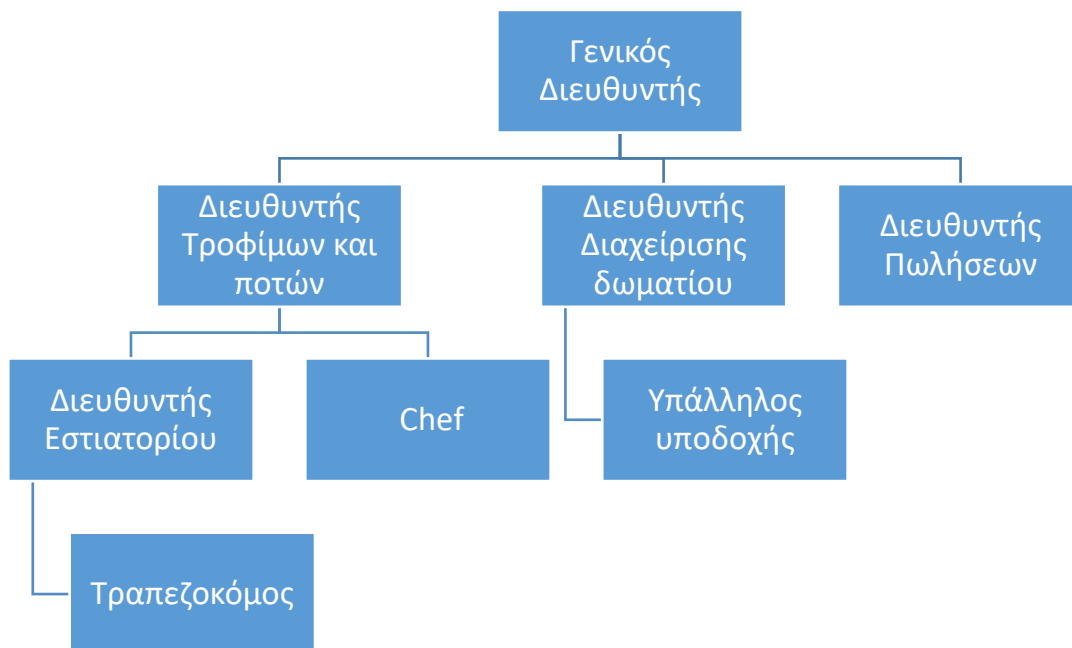 Γενικός
Διευθυντής
Διευθυντής
Τροφίμων και
ποτών
Διευθυντής
Διαχείρισης
δωματίου
Διευθυντής
Πωλήσεων
Διευθυντής
Εστιατορίου
Chef
Υπάλληλος
υποδοχής
Τραπεζοκόμος